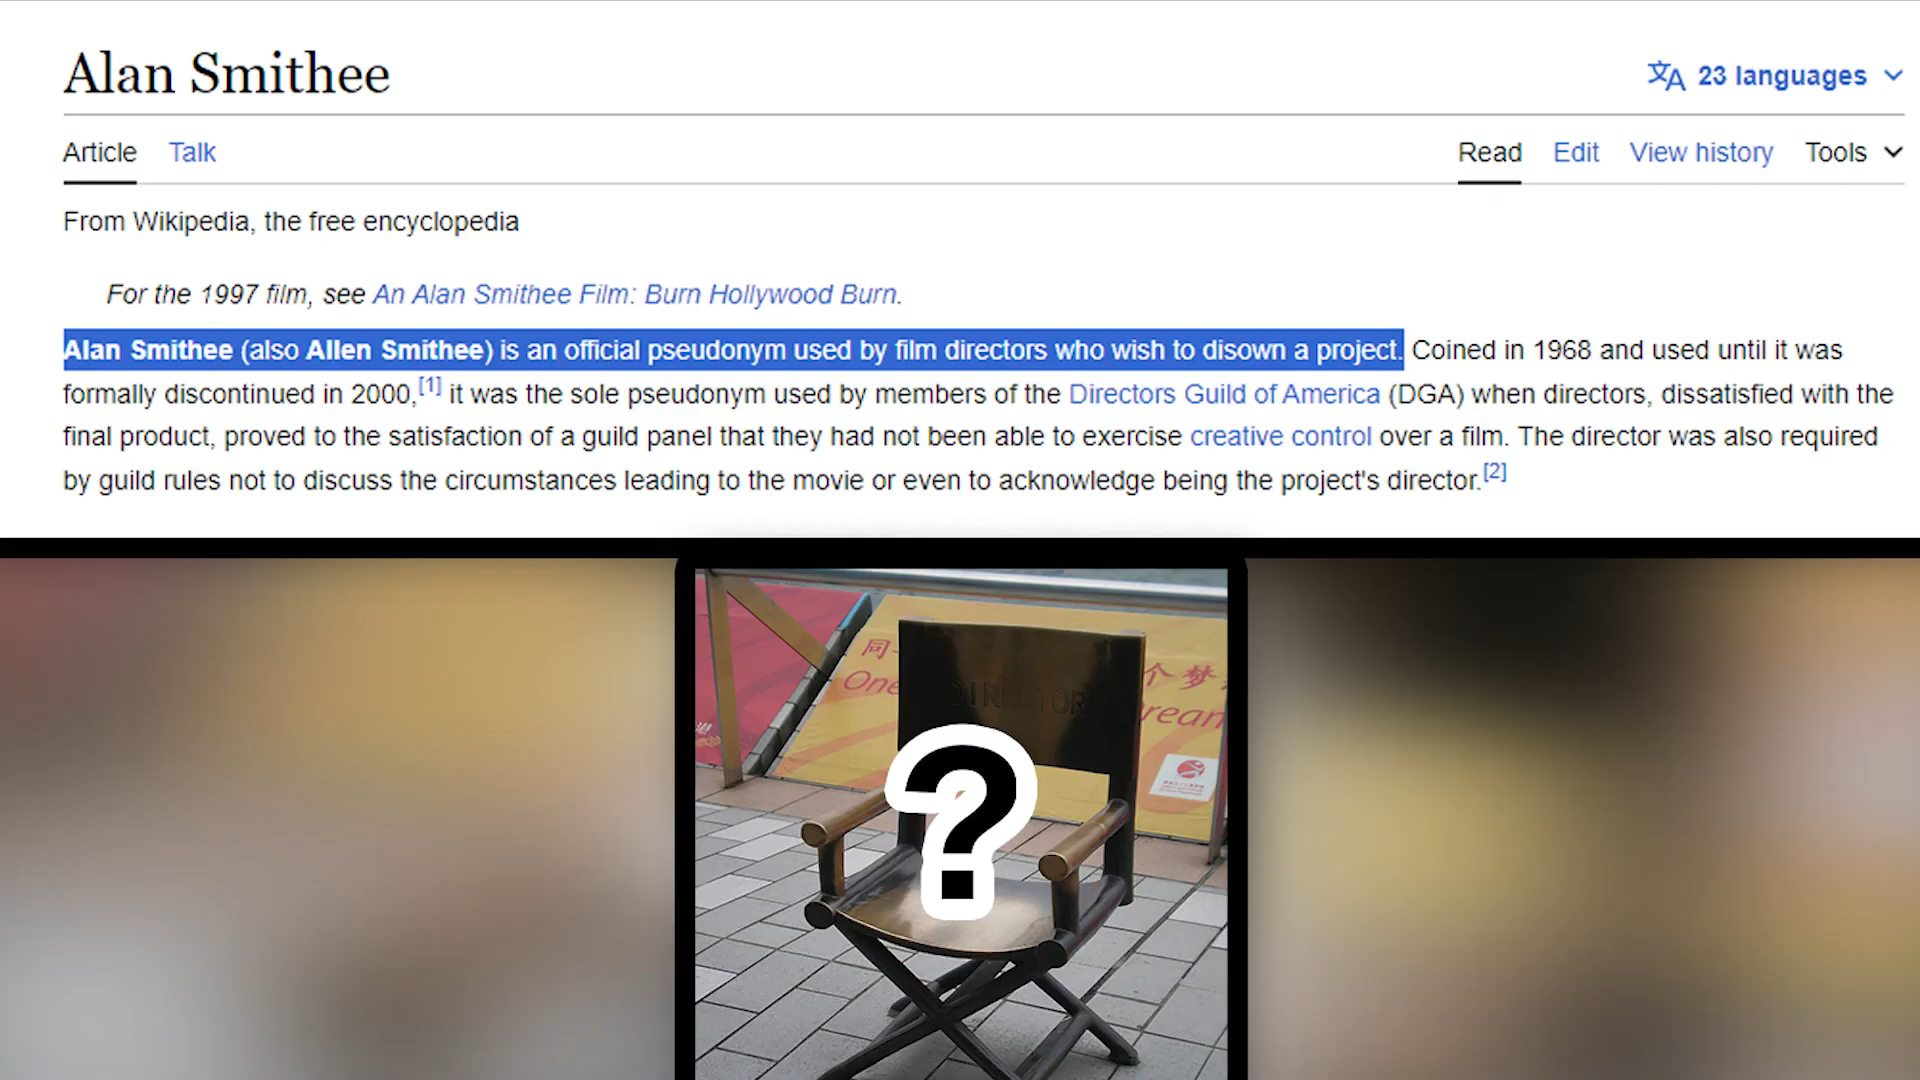 Alan Smithee
23 languages
Article Talk
Read Edit View history Tools
From Wikipedia, the free encyclopedia
For the 1997 film, see An Alan Smithee Film: Burn Hollywood Burn.
Alan Smithee (also Allen Smithee) is an official pseudonym used by film directors who wish to disown a project. Coined in 1968 and used until it was
formally discontinued in 2000,[1] it was the sole pseudonym used by members of the Directors Guild of America (DGA) when directors, dissatisfied with the
final product, proved to the satisfaction of a guild panel that they had not been able to exercise creative control over a film. The director was also required
by guild rules not to discuss the circumstances leading to the movie or even to acknowledge being the project's director.[2]
同一
个梦
One
Dream
DIRECTOR
?